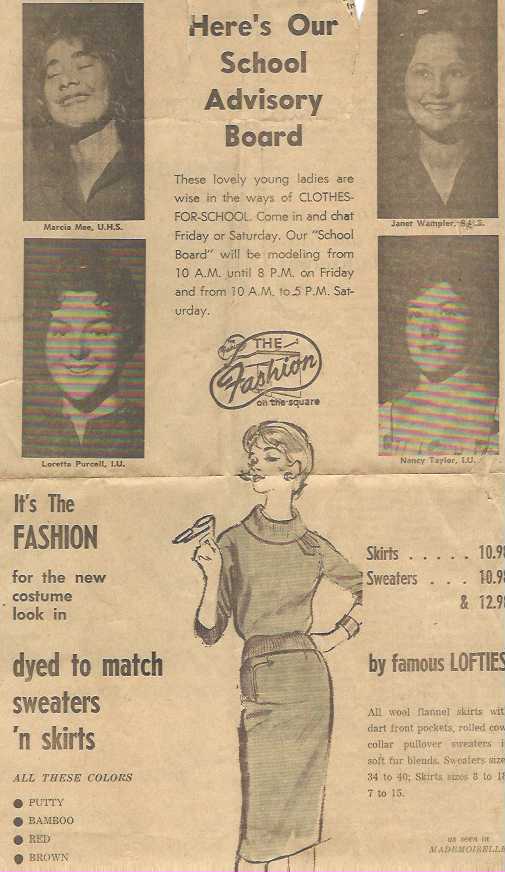 Here's Our
School
Advisory
Board
These lovely young ladies are
wise in the ways of CLOTHES-
FOR-SCHOOL. Come in and chat
Friday or Saturday. Our "School
Board" will be modeling from
10 A.M. until 8 P.M. on Friday
and from 10 A.M. to 5 P.M. Sat-
urday.
Marcia Mee, U.H.S.
Janer Wampler,
Loretta Purcell, I.U.
Nancy Taylor, I.U.
THE
Fashion
on the square
It's The
FASHION
for the new
costume
look in
dyed to match
sweaters
'n skirts
ALL THESE COLORS
● PUTTY
● BAMBOO
● RED
● BROWN
Skirts . . . . . 10.98
Sweaters . . . 10.98
& 12.98
by famous LOFTIES
All wool flannel skirts wit
dart front pockets, rolled cow
collar pullover sweaters i
soft fur blends. Sweaters size
34 to 40; Skirts sizes 8 to 18
7 to 15.
as seen in
MADEMOISELLE